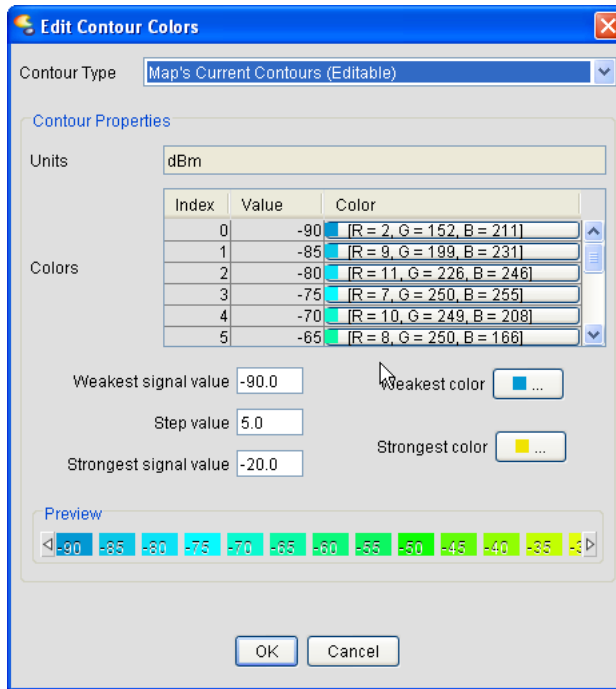 Edit Contour Colors
Contour Type Map's Current Contours (Editable)
Contour Properties
Units dBm
Index Value Color
0 -90 [R = 2, G = 152, B = 211]
1 -85 [R = 9, G = 199, B = 231]
Colors
2 -80 [R = 11, G = 226, B = 246]
3 -75 [R = 7, G = 250, B = 255]
4 -70 [R = 10, G = 249, B = 208]
5 -65 [R = 8, G = 250, B = 166]
Weakest signal value -90.0 Weakest color ...
Step value 5.0
Strongest signal value -20.0 Strongest color ...
Preview
-90 -85 -80 -75 -70 -65 -60 -55 -50 -45 -40 -35
OK Cancel